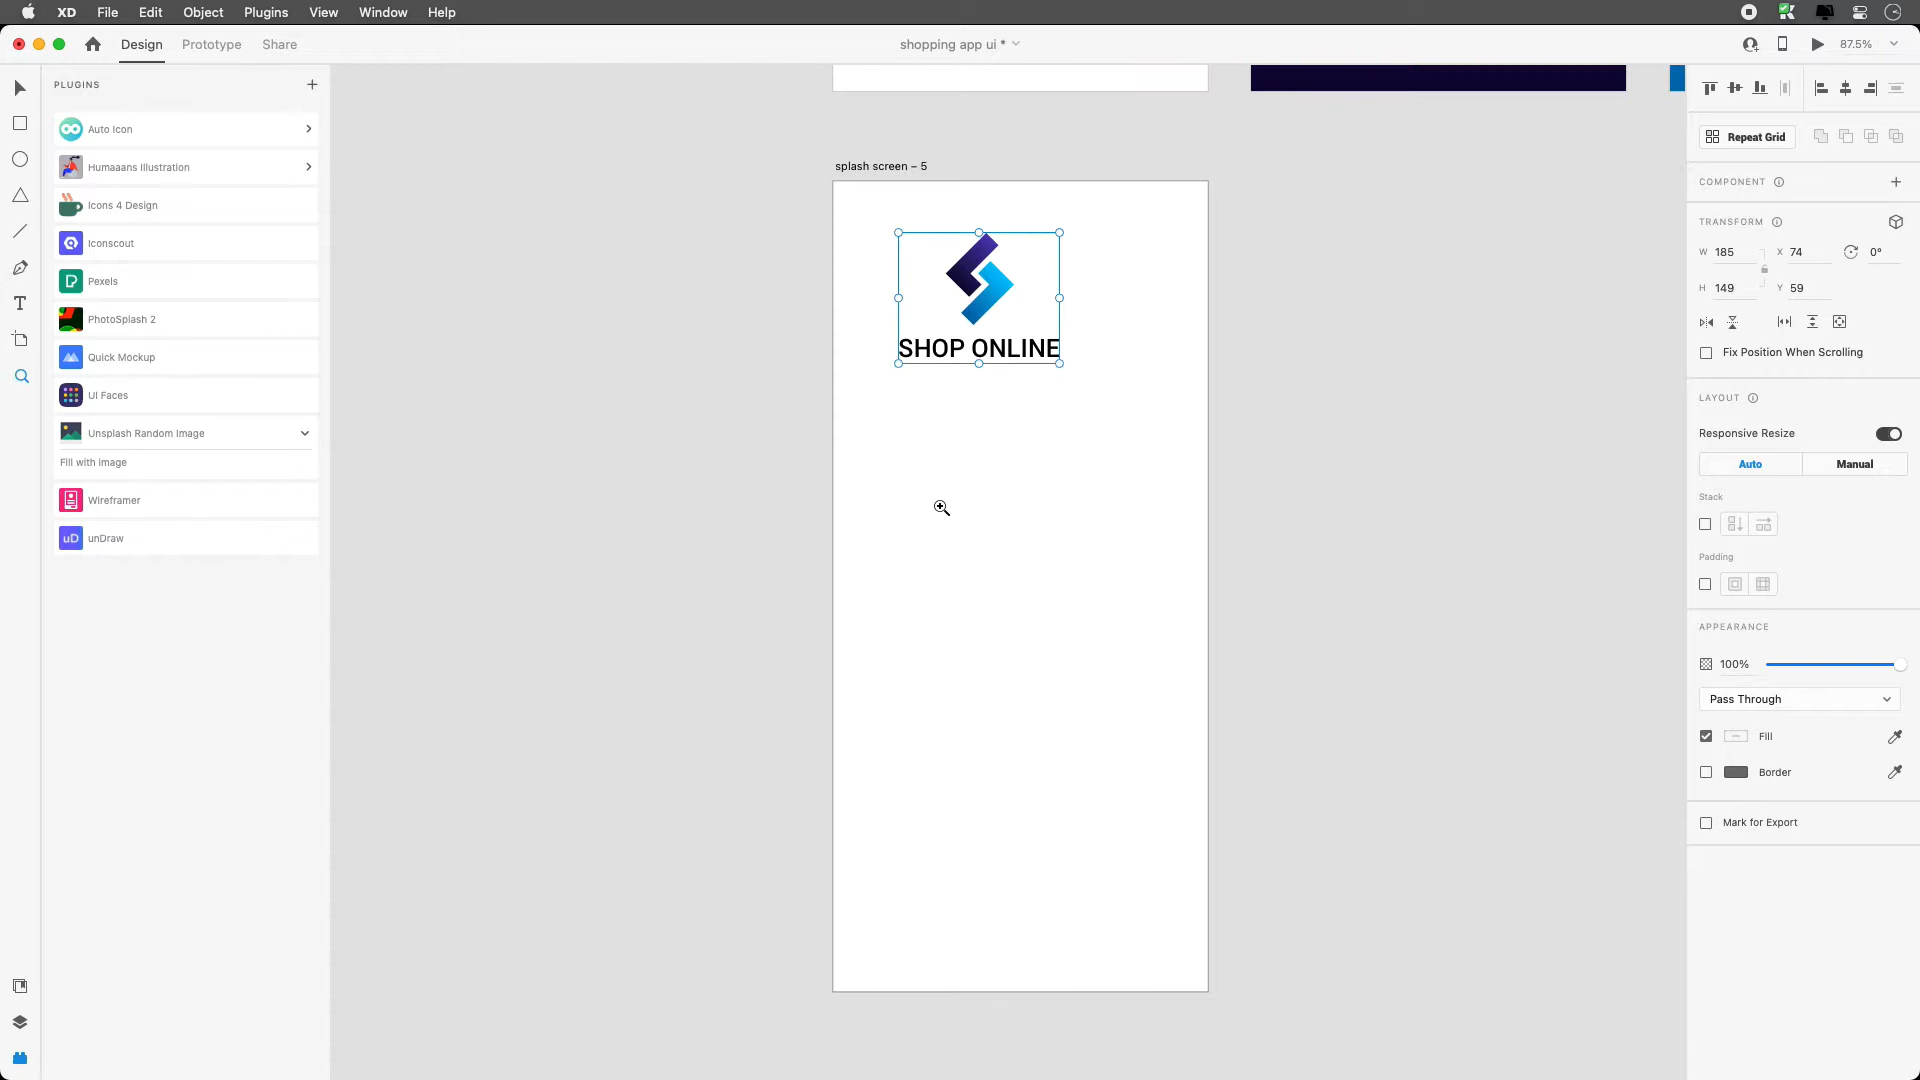 XD File Edit Object Plugins View Window Help
Design Prototype Share
shopping app ui *
87.5%
PLUGINS
Auto Icon
Humaaans Illustration
Icons 4 Design
Iconscout
Pexels
PhotoSplash 2
Quick Mockup
UI Faces
Unsplash Random Image
Fill with image
Wireframer
uD unDraw
splash screen – 5
SHOP ONLINE
Repeat Grid
COMPONENT
TRANSFORM
W 185 X 74 0°
H 149 Y 59
Fix Position When Scrolling
LAYOUT
Responsive Resize
Auto Manual
Stack
Padding
APPEARANCE
100%
Pass Through
Fill
Border
Mark for Export